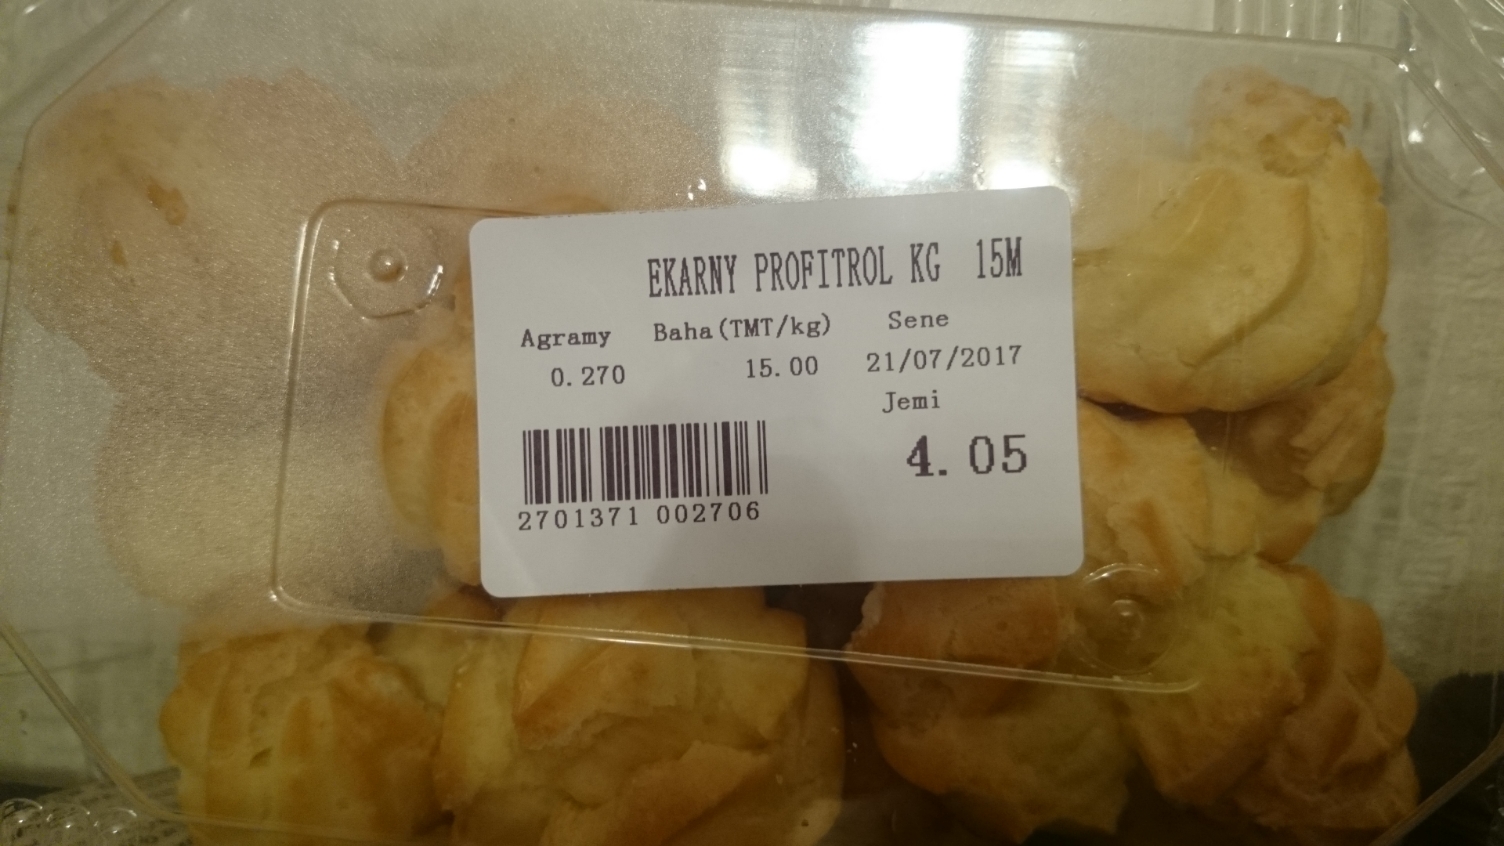 EKARNY PROFITROL KG 15M
Agramy Baha(TMT/kg) Sene
0.270 15.00 21/07/2017
Jemi
4.05
2701371 002706